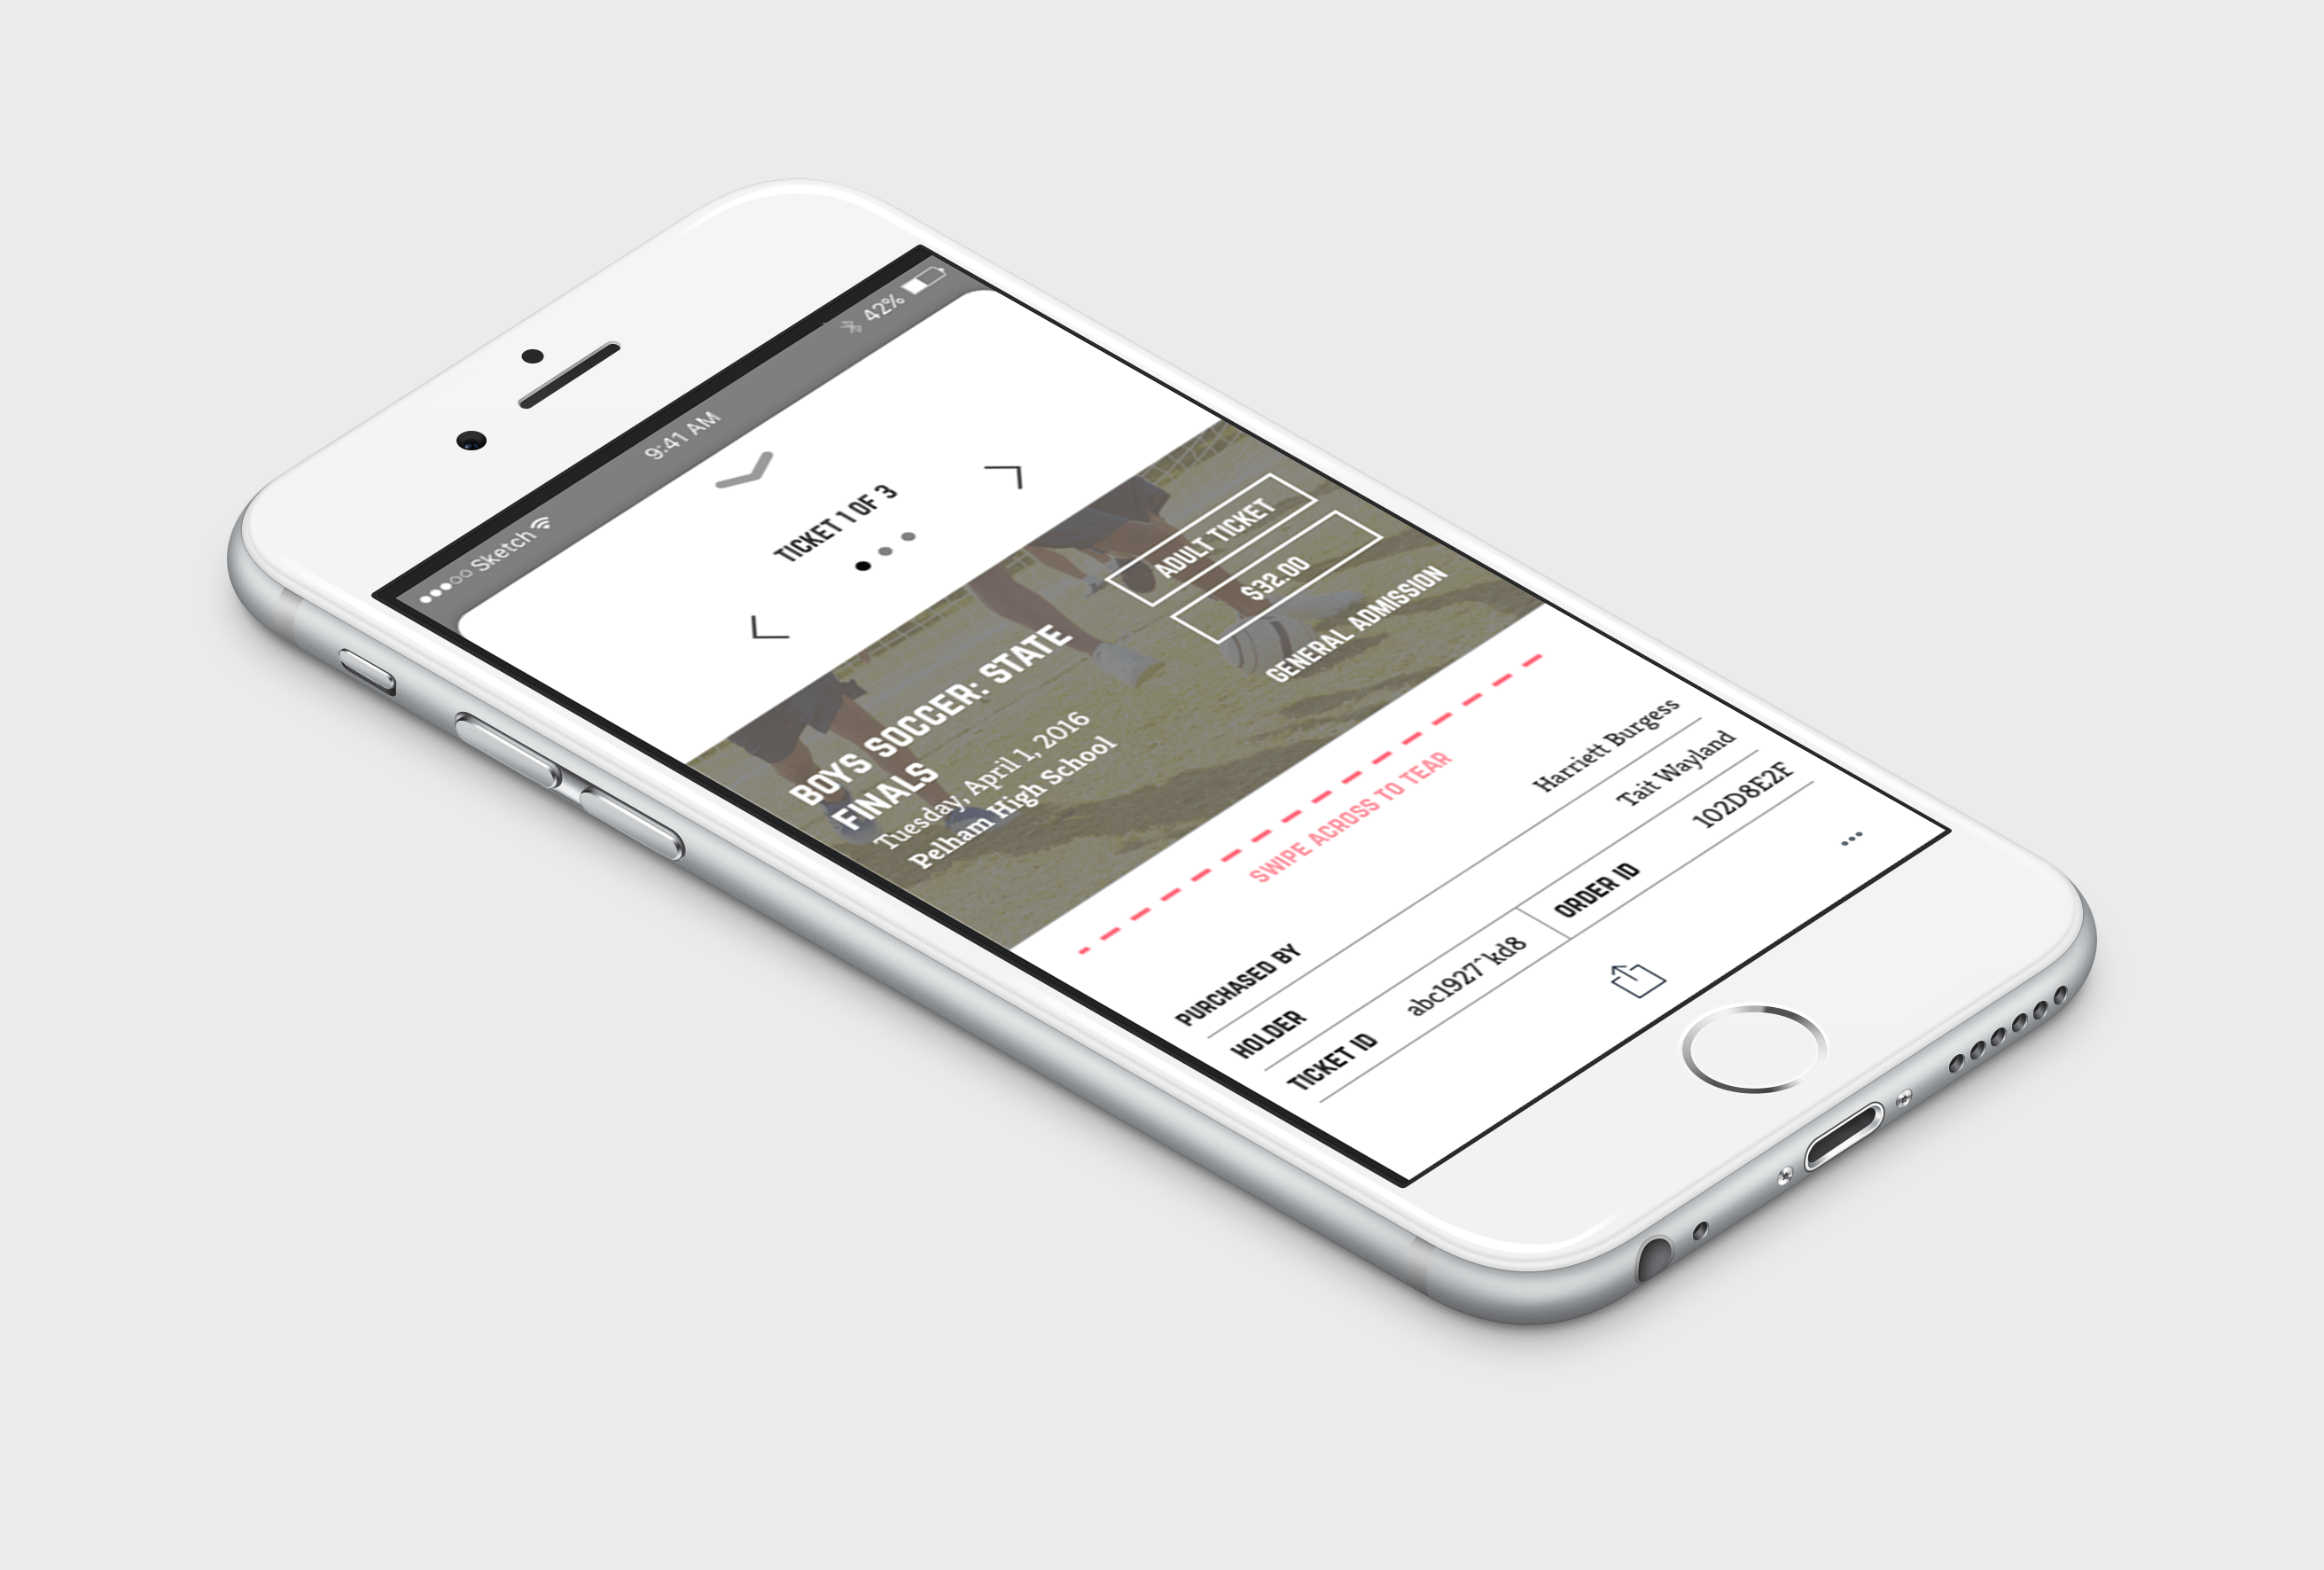 Sketch 9:41 AM 42%
TICKET 1 OF 3
BOYS SOCCER: STATE
FINALS
Tuesday, April 1, 2016
Pelham High School
ADULT TICKET
$32.00
GENERAL ADMISSION
SWIPE ACROSS TO TEAR
PURCHASED BY Harriett Burgess
HOLDER Tait Wayland
TICKET ID abc1927^kd8 ORDER ID 102D8E2F